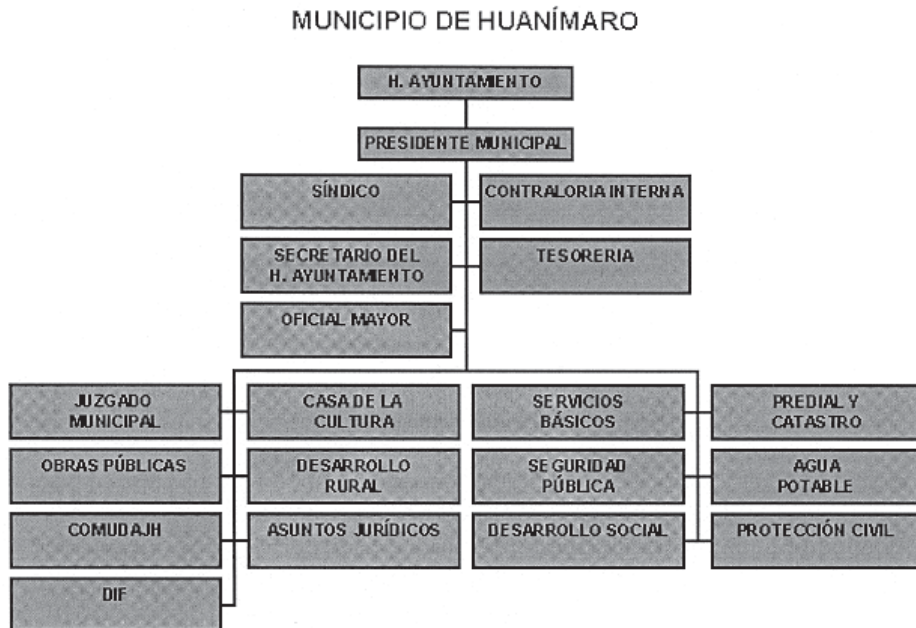 MUNICIPIO DE HUANÍMARO
H. AYUNTAMIENTO
PRESIDENTE MUNICIPAL
SÍNDICO
CONTRALORIA INTERNA
SECRETARIO DEL
H. AYUNTAMIENTO
TESORERIA
OFICIAL MAYOR
JUZGADO
MUNICIPAL
CASA DE LA
CULTURA
SERVICIOS
BÁSICOS
PREDIAL Y
CATASTRO
OBRAS PÚBLICAS
DESARROLLO
RURAL
SEGURIDAD
PÚBLICA
AGUA
POTABLE
COMUDAJH
ASUNTOS JURÍDICOS
DESARROLLO SOCIAL
PROTECCIÓN CIVIL
DIF